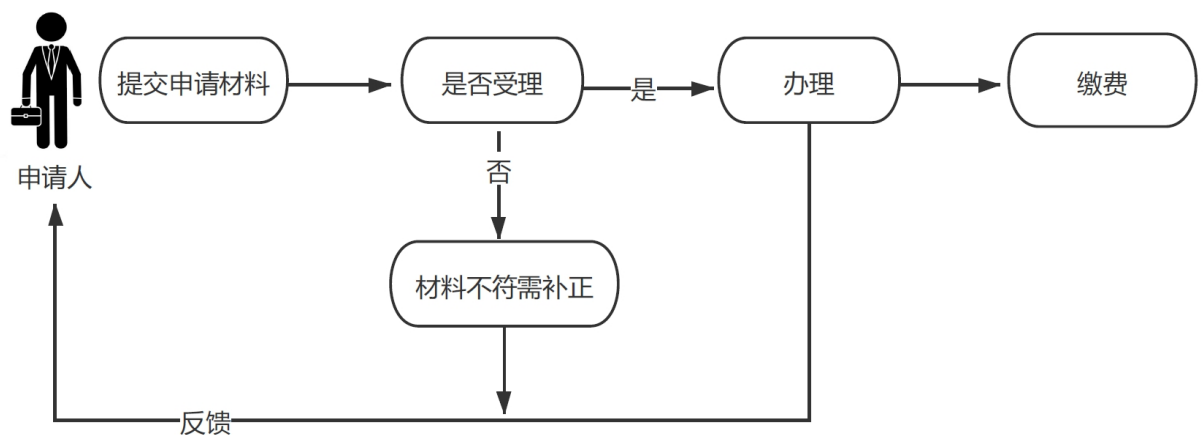 提交申请材料
是否受理
是
办理
缴费
申请人
否
材料不符需补正
反馈